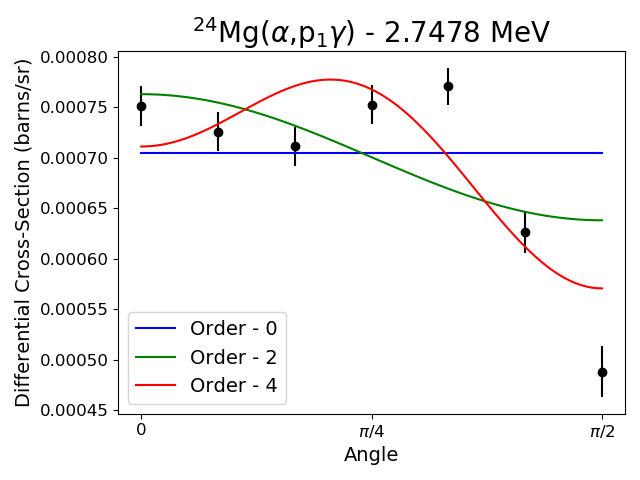 ²⁴Mg(α,p₁γ) - 2.7478 MeV
Differential Cross-Section (barns/sr)
0.00080
0.00075
0.00070
0.00065
0.00060
0.00055
0.00050
0.00045
Order - 0
Order - 2
Order - 4
0
π/4
π/2
Angle